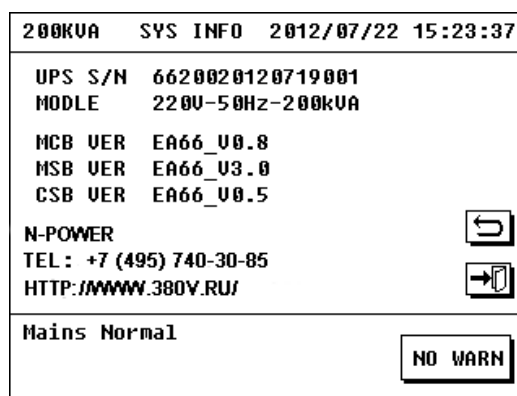 200KVA SYS INFO 2012/07/22 15:23:37
UPS S/N 6620020120719001
MODLE 220V-50Hz-200kVA
MCB VER EA66_V0.8
MSB VER EA66_V3.0
CSB VER EA66_V0.5
N-POWER
TEL: +7 (495) 740-30-85
HTTP://WWW.380V.RU/
Mains Normal
NO WARN